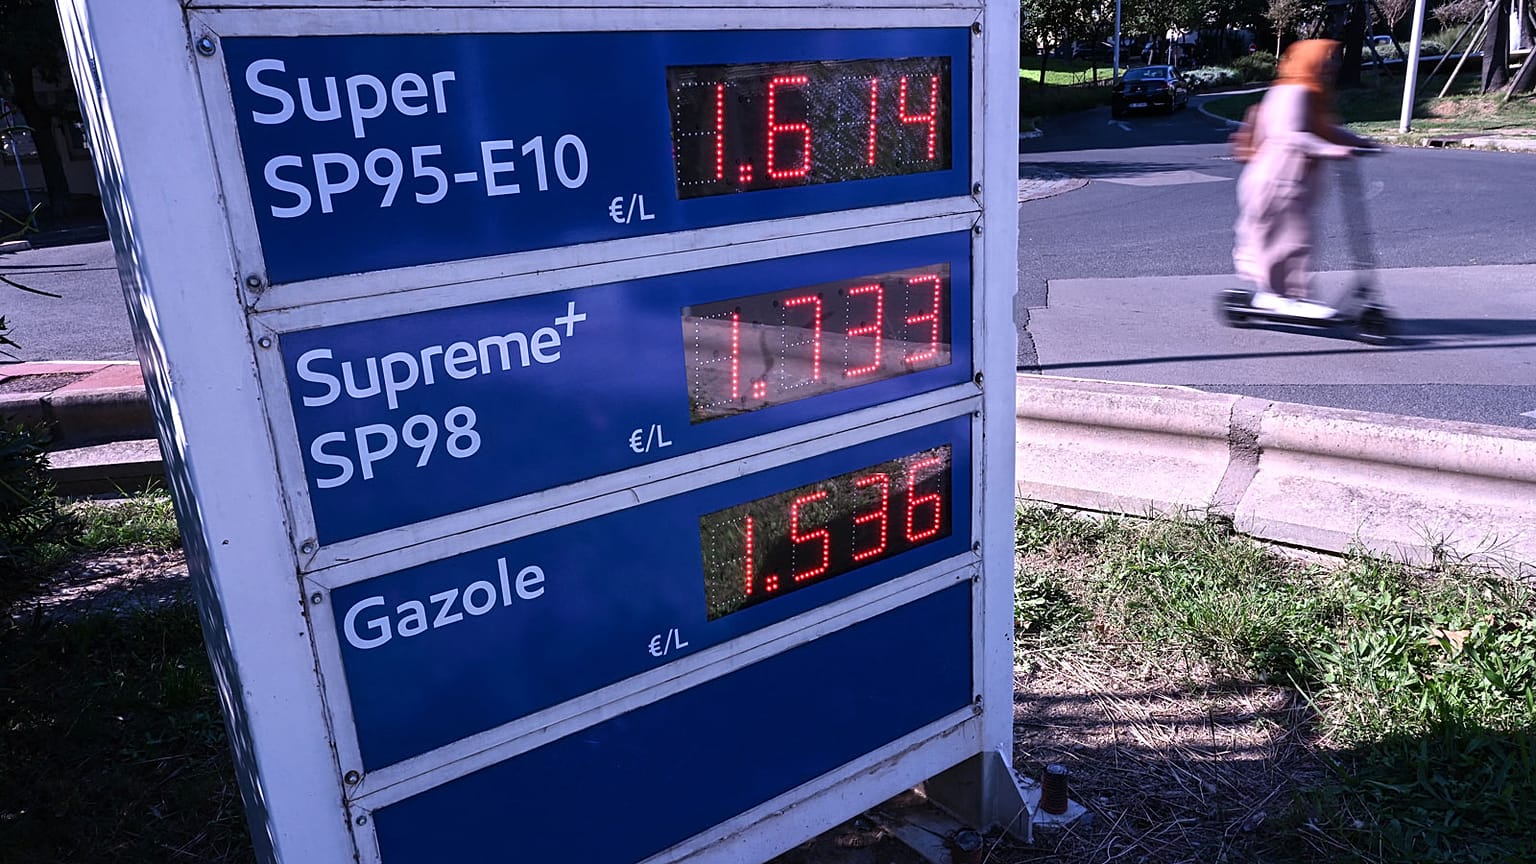 Super
SP95-E10
€/L
1.614
Supreme+
SP98
€/L
1.733
Gazole
€/L
1.536